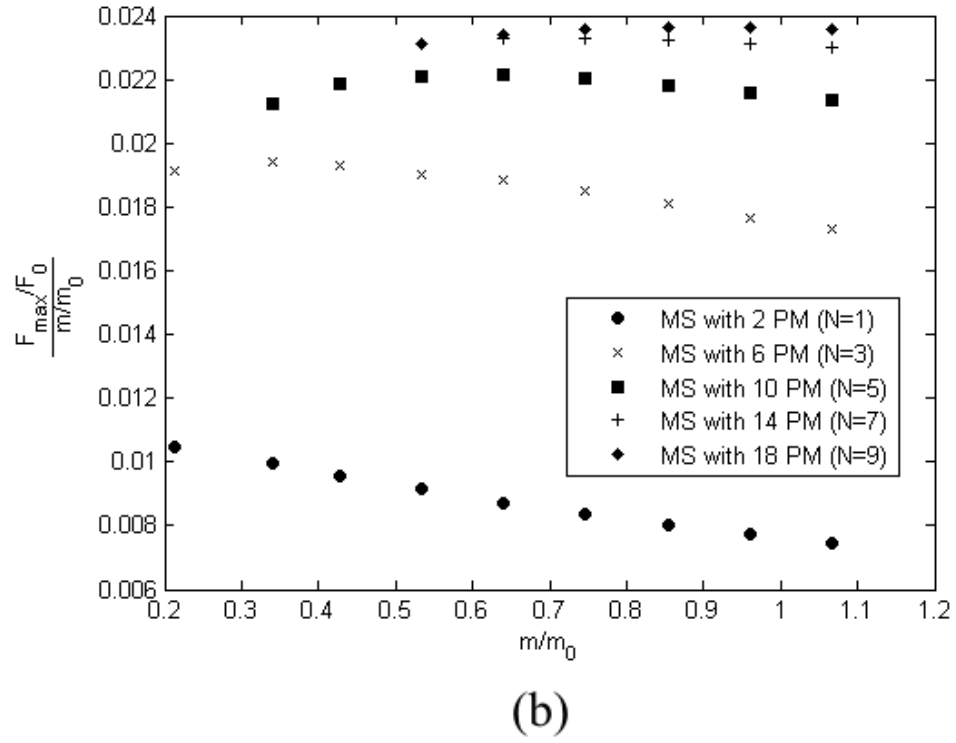 0.024
0.022
0.02
0.018
0.016
0.014
0.012
0.01
0.008
0.006
F_max/F_0
m/m_0
MS with 2 PM (N=1)
MS with 6 PM (N=3)
MS with 10 PM (N=5)
MS with 14 PM (N=7)
MS with 18 PM (N=9)
0.2 0.3 0.4 0.5 0.6 0.7 0.8 0.9 1 1.1 1.2
m/m_0
(b)